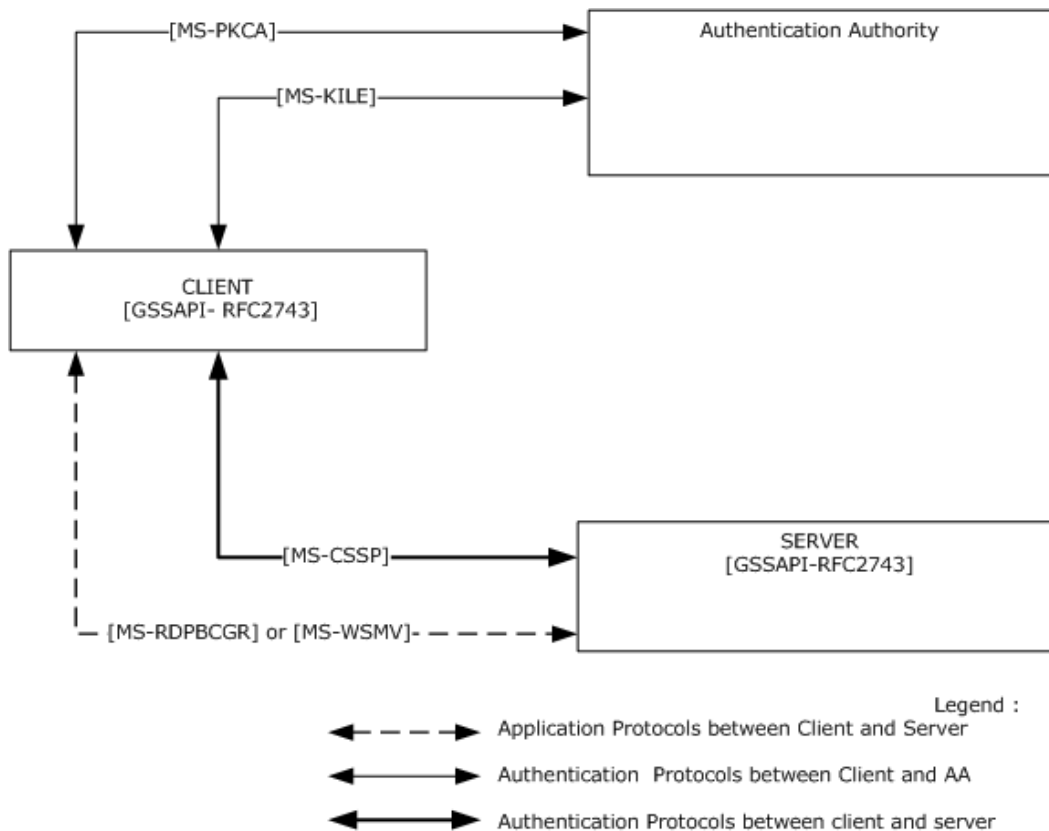 [MS-PKCA]
Authentication Authority
[MS-KILE]
CLIENT
[GSSAPI- RFC2743]
[MS-CSSP]
SERVER
[GSSAPI-RFC2743]
[MS-RDPBCGR] or [MS-WSMV]
Legend :
Application Protocols between Client and Server
Authentication Protocols between Client and AA
Authentication Protocols between client and server